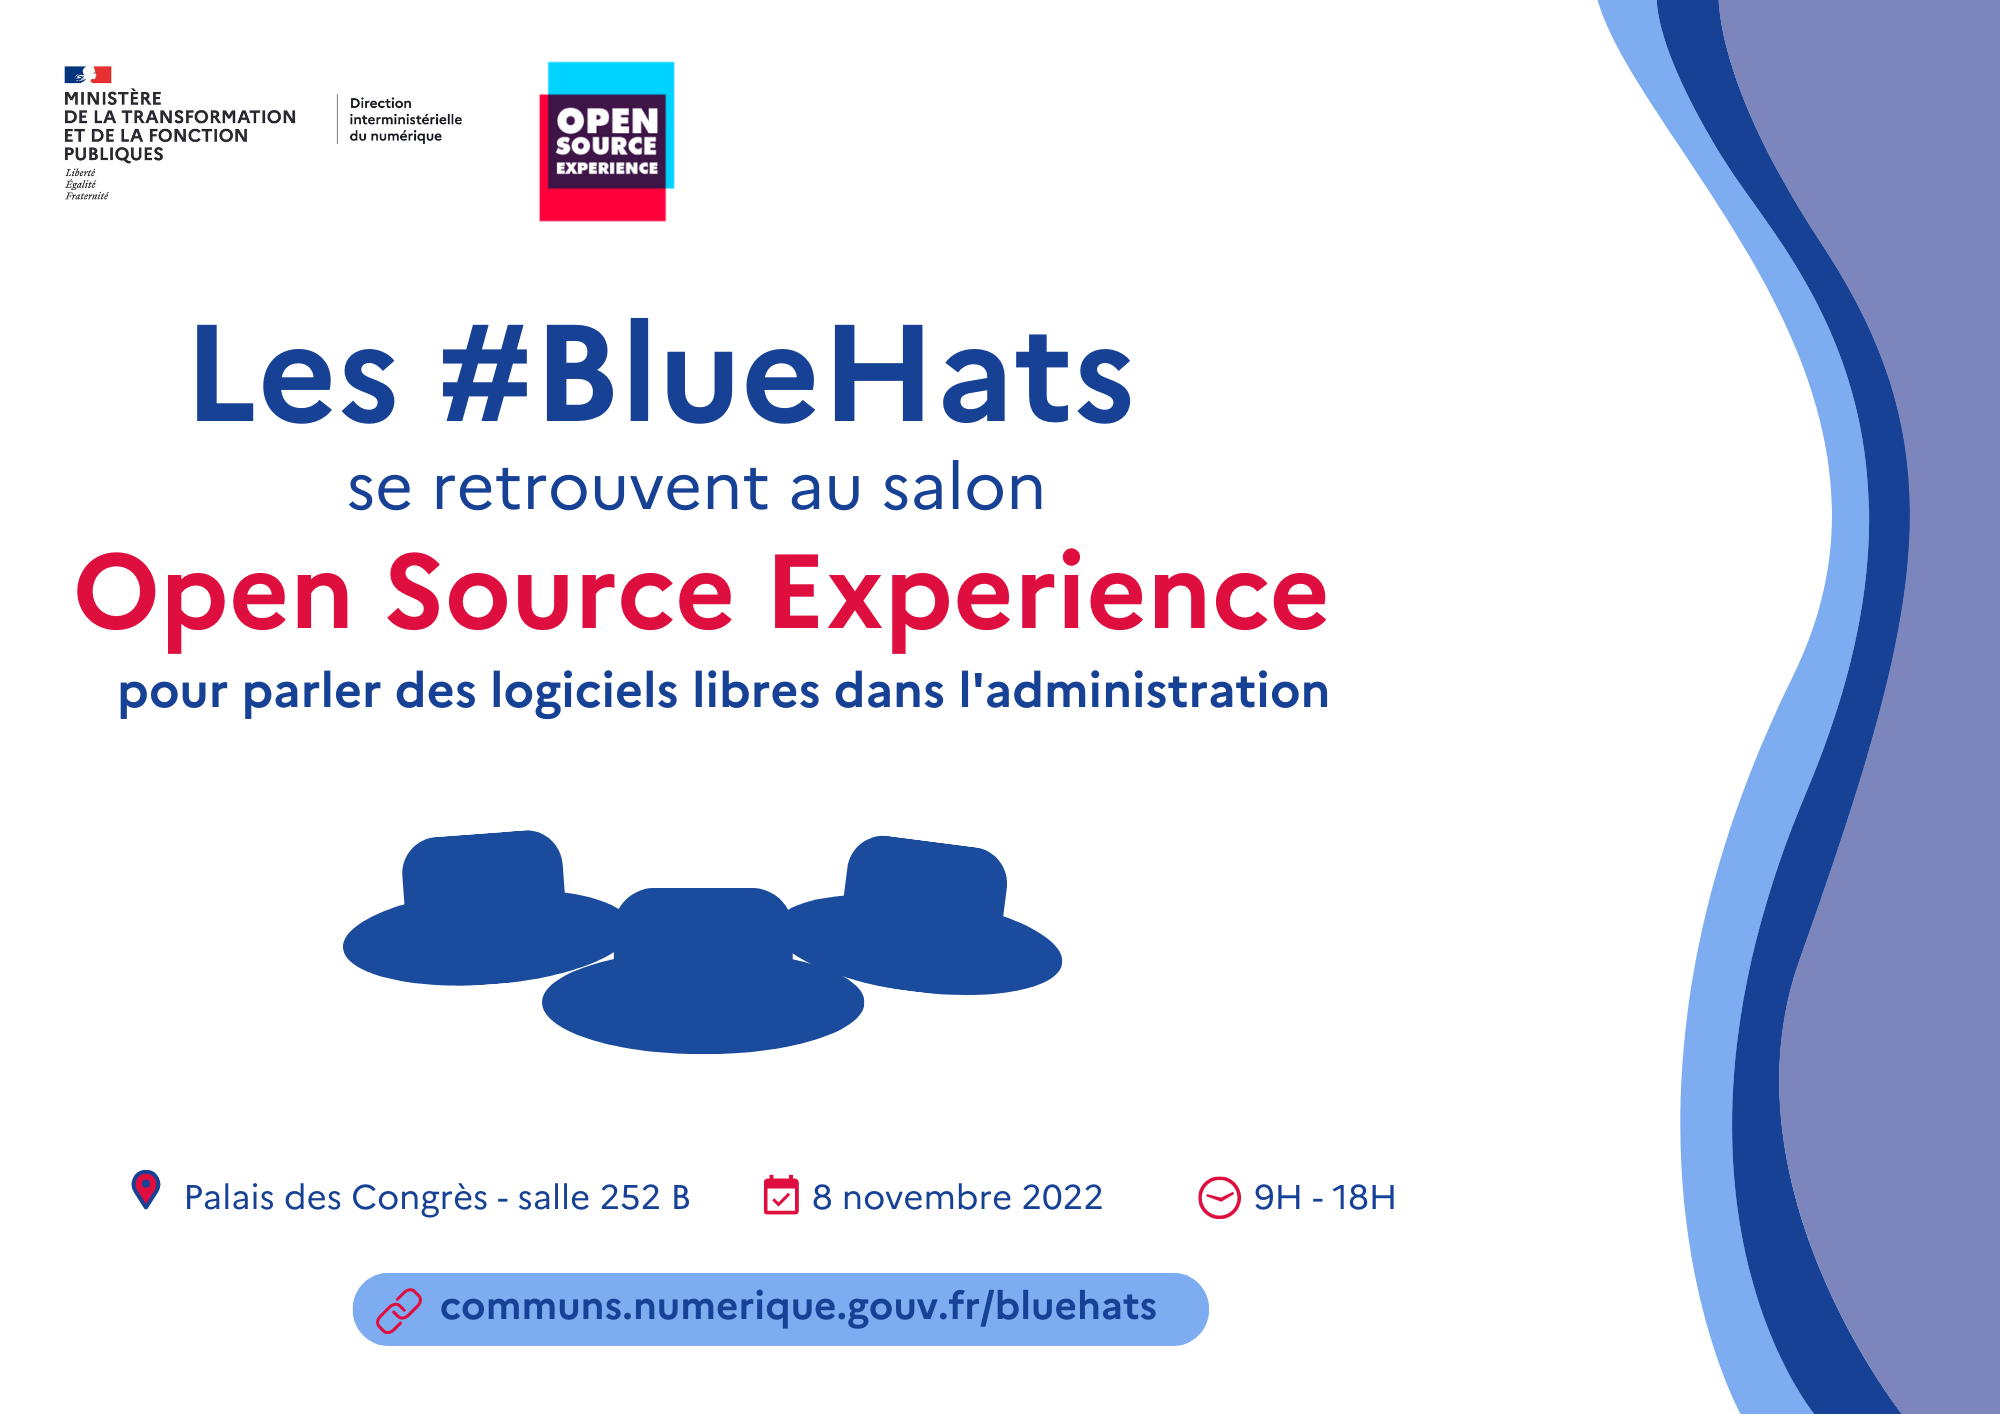 MINISTÈRE
DE LA TRANSFORMATION
ET DE LA FONCTION
PUBLIQUES
Liberté
Égalité
Fraternité
Direction
interministérielle
du numérique
OPEN
SOURCE
EXPERIENCE
Les #BlueHats
se retrouvent au salon
Open Source Experience
pour parler des logiciels libres dans l'administration
Palais des Congrès - salle 252 B
8 novembre 2022
9H - 18H
communs.numerique.gouv.fr/bluehats